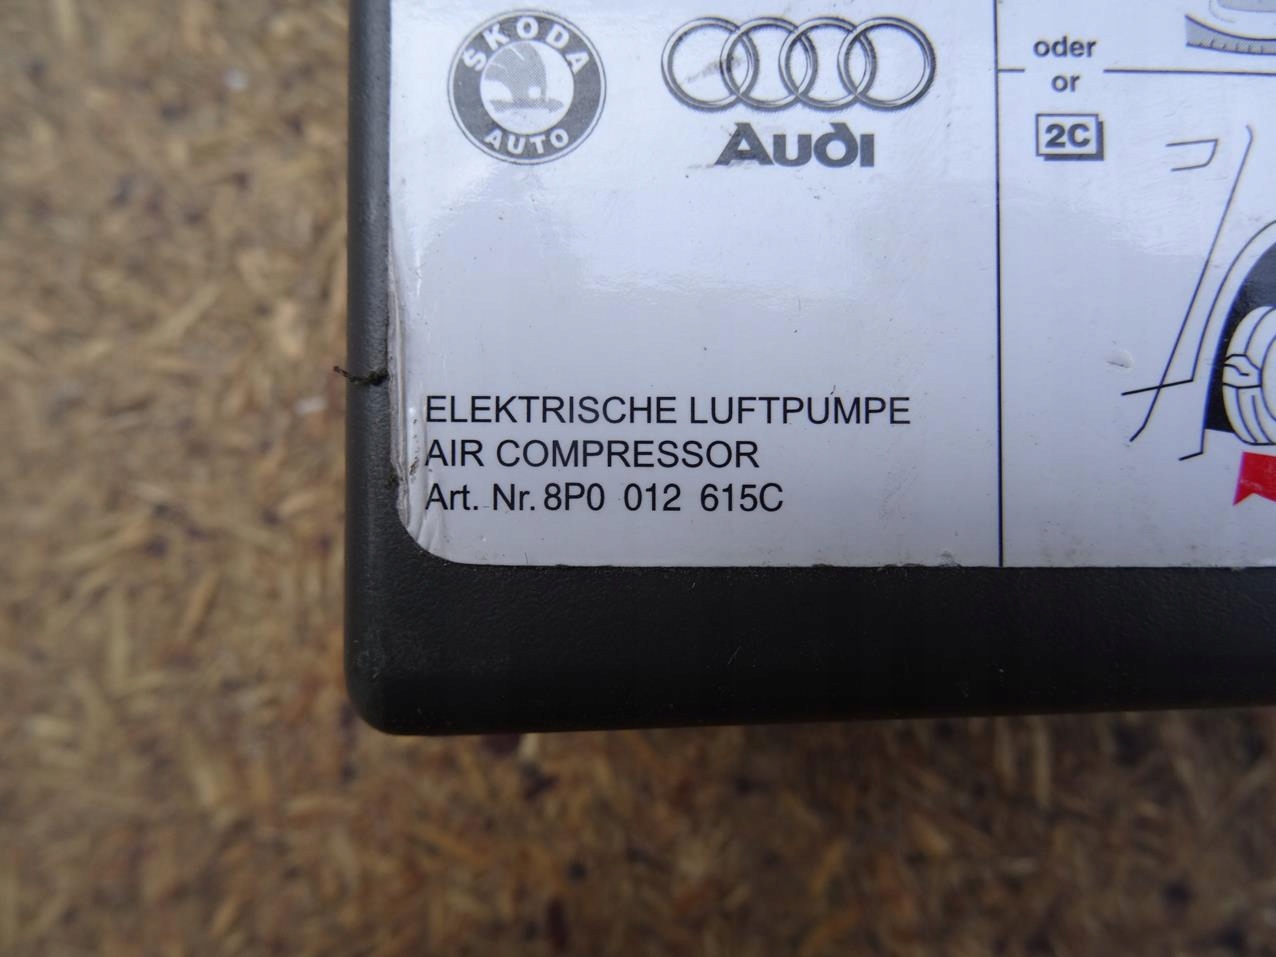 SKODA
AUTO
Audi
oder
or
2C
ELEKTRISCHE LUFTPUMPE
AIR COMPRESSOR
Art. Nr. 8P0 012 615C